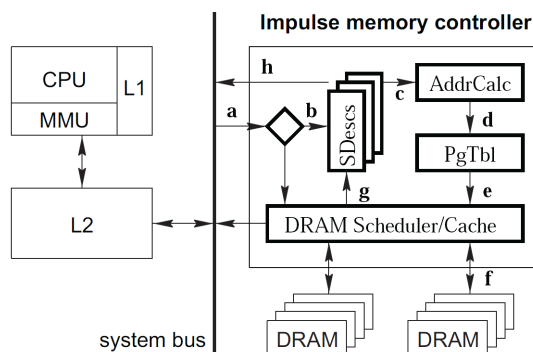 Impulse memory controller
h
CPU
L1
c
AddrCalc
a
b
d
MMU
SDescs
PgTbl
g
e
L2
DRAM Scheduler/Cache
f
system bus
DRAM
DRAM